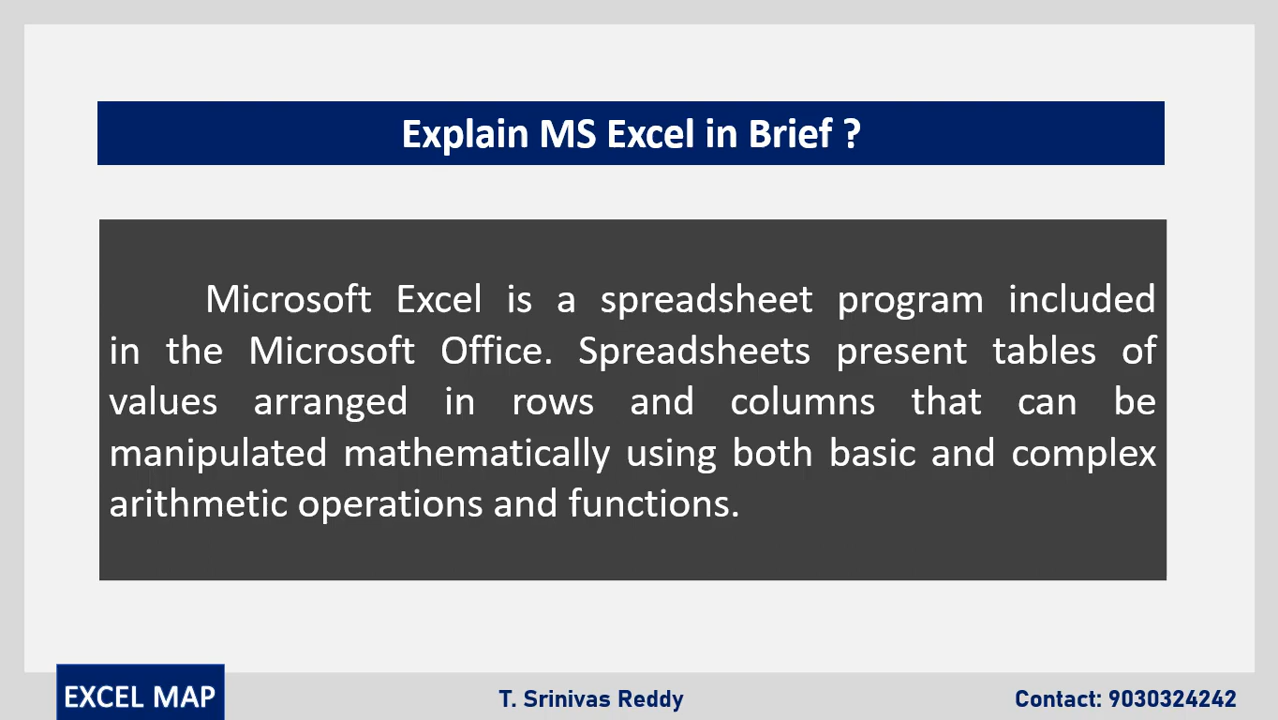 Explain MS Excel in Brief ?
Microsoft Excel is a spreadsheet program included
in the Microsoft Office. Spreadsheets present tables of
values arranged in rows and columns that can be
manipulated mathematically using both basic and complex
arithmetic operations and functions.
EXCEL MAP
T. Srinivas Reddy
Contact: 9030324242